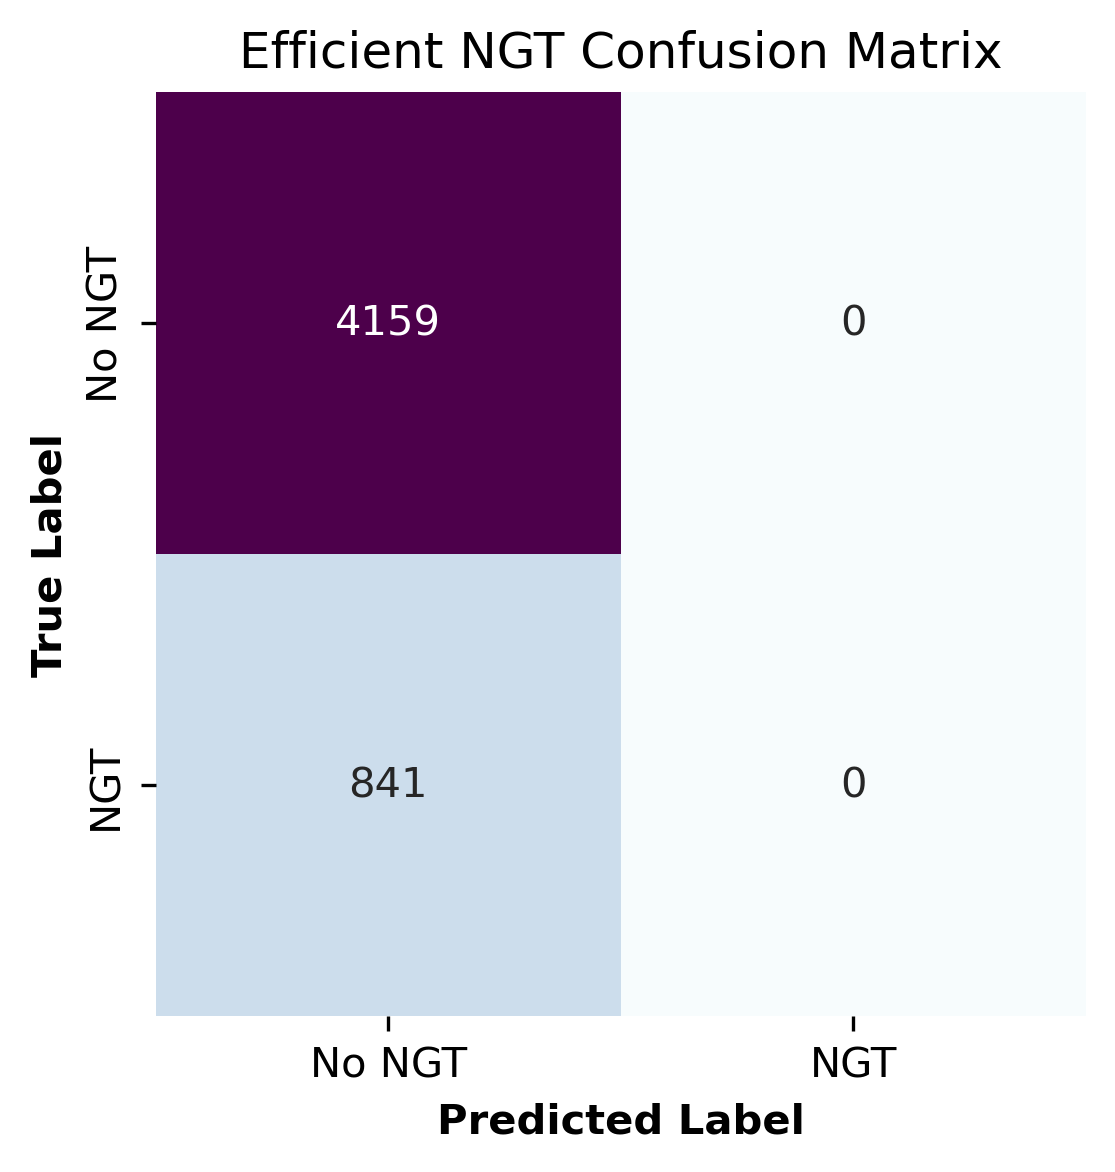 Efficient NGT Confusion Matrix
True Label
No NGT
4159
0
NGT
841
0
No NGT
NGT
Predicted Label